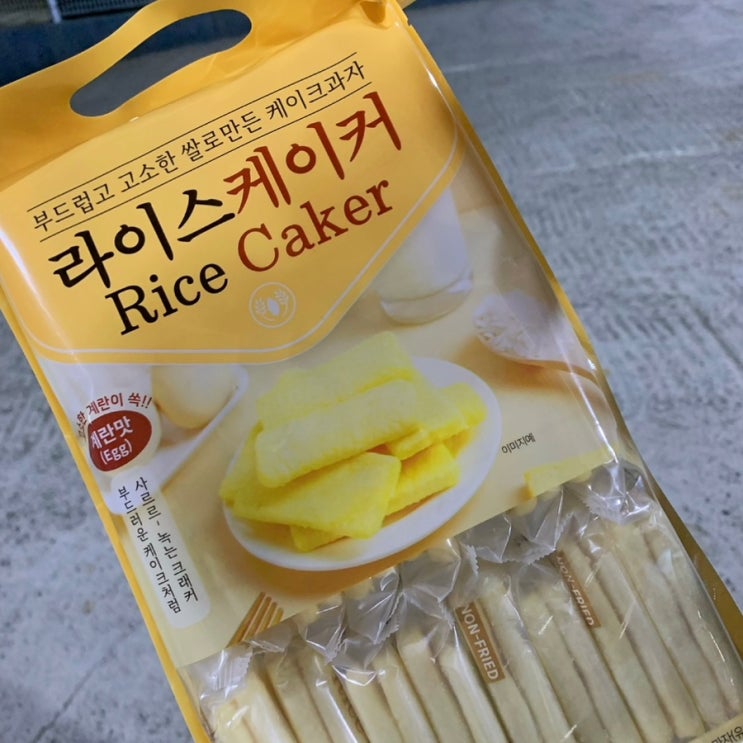 부드럽고 고소한 쌀로만든 케이크과자
라이스케이커
Rice Caker
계란이 쏙!!
계란맛
(Egg)
사르르~ 녹는크래커
부드러운케이크처럼
이미지예
NON-FRIED
NON-FRIED